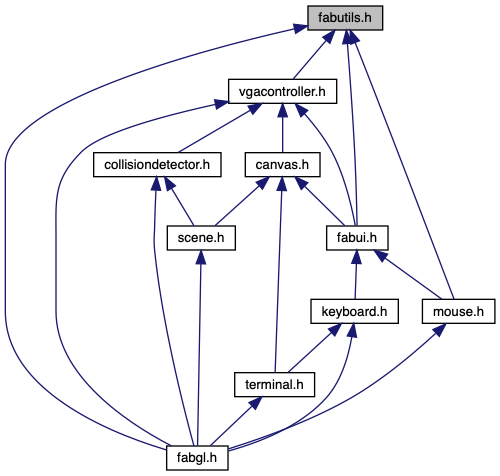 fabutils.h
vgacontroller.h
collisiondetector.h
canvas.h
scene.h
fabui.h
keyboard.h
mouse.h
terminal.h
fabgl.h